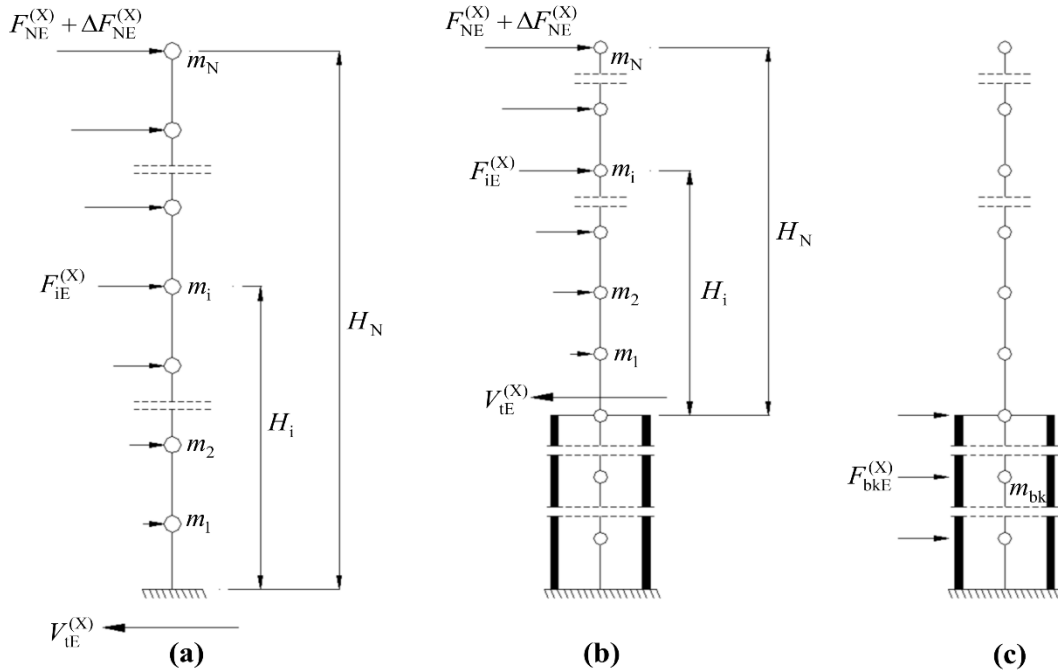 F_NE^(X) + ΔF_NE^(X)
m_N
F_iE^(X)
m_i
H_N
H_i
m_2
m_1
V_tE^(X)
(a)
F_NE^(X) + ΔF_NE^(X)
m_N
F_iE^(X)
m_i
H_N
H_i
m_2
m_1
V_tE^(X)
(b)
F_bkE^(X)
m_bk
(c)